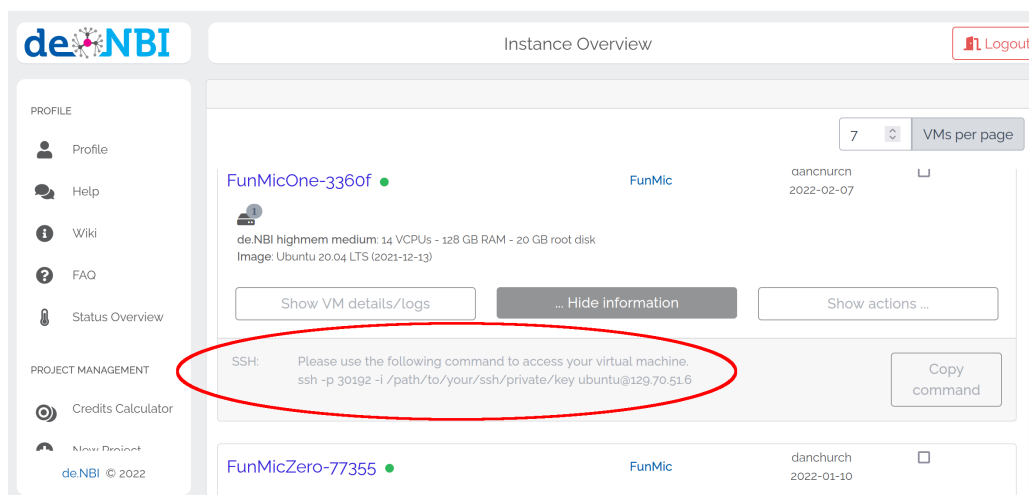 de NBI
Instance Overview
Logout
PROFILE
Profile
Help
Wiki
FAQ
Status Overview
PROJECT MANAGEMENT
Credits Calculator
New Project
de.NBI © 2022
7 VMs per page
FunMicOne-3360f FunMic danchurch
2022-02-07
1
de.NBI highmem medium: 14 VCPUs - 128 GB RAM - 20 GB root disk
Image: Ubuntu 20.04 LTS (2021-12-13)
Show VM details/logs ... Hide information Show actions ...
SSH: Please use the following command to access your virtual machine.
ssh -p 30192 -i /path/to/your/ssh/private/key ubuntu@129.70.51.6
Copy
command
FunMicZero-77355 FunMic danchurch
2022-01-10